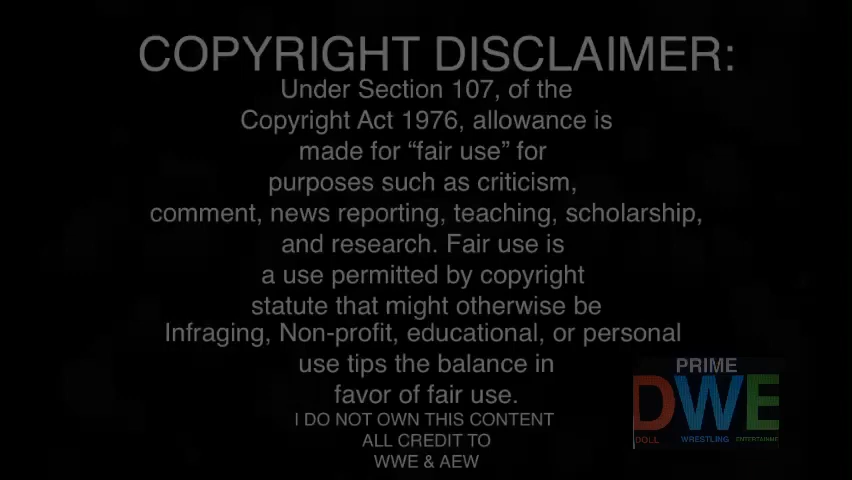 COPYRIGHT DISCLAIMER:
Under Section 107, of the
Copyright Act 1976, allowance is
made for “fair use” for
purposes such as criticism,
comment, news reporting, teaching, scholarship,
and research. Fair use is
a use permitted by copyright
statute that might otherwise be
Infraging, Non-profit, educational, or personal
use tips the balance in
favor of fair use.
I DO NOT OWN THIS CONTENT
ALL CREDIT TO
WWE & AEW
PRIME
DWE
DOLL WRESTLING ENTERTAINME